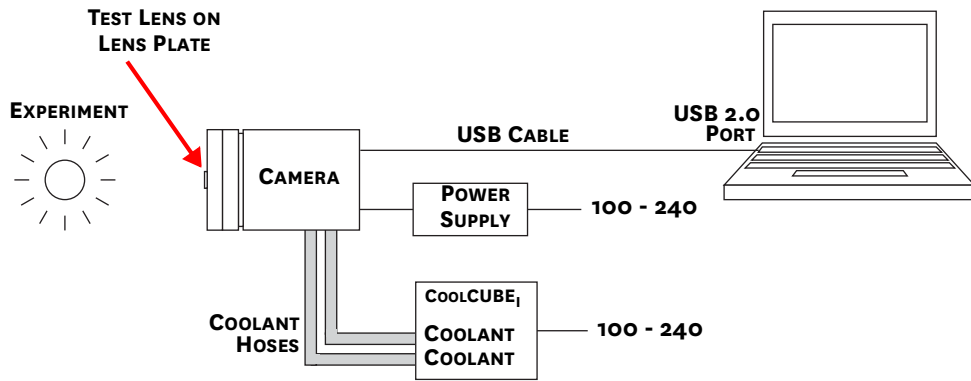 Test Lens on
Lens Plate
Experiment
USB Cable
USB 2.0
Port
Camera
Power
Supply
100 - 240
CoolCUBE I
Coolant
Hoses
Coolant
Coolant
100 - 240